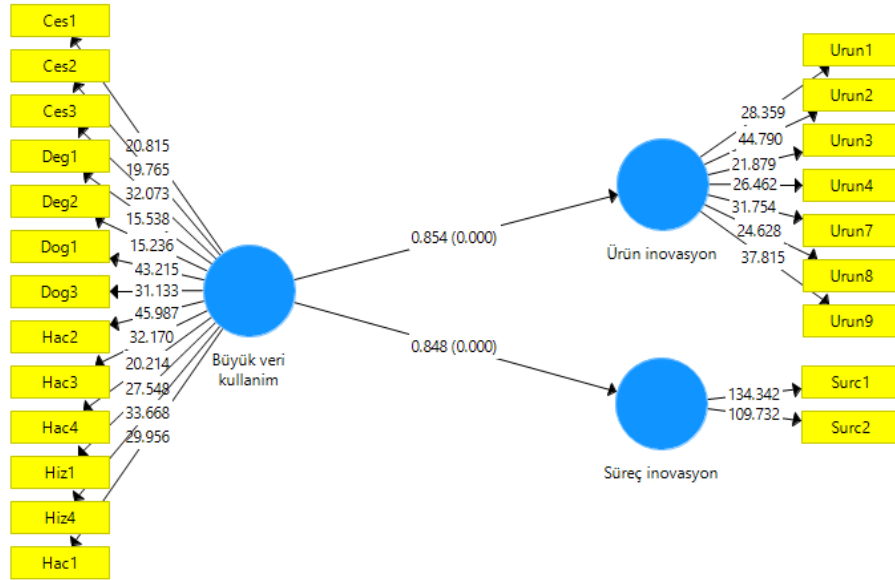 Ces1
Ces2
Ces3
Deg1
Deg2
Dog1
Dog3
Hac2
Hac3
Hac4
Hiz1
Hiz4
Hac1
20.815
19.765
32.073
15.538
15.236
43.215
31.133
45.987
32.170
20.214
27.548
33.668
29.956
Büyük veri
kullanim
0.854 (0.000)
0.848 (0.000)
Ürün inovasyon
Süreç inovasyon
28.359
44.790
21.879
26.462
31.754
24.628
37.815
134.342
109.732
Urun1
Urun2
Urun3
Urun4
Urun7
Urun8
Urun9
Surc1
Surc2